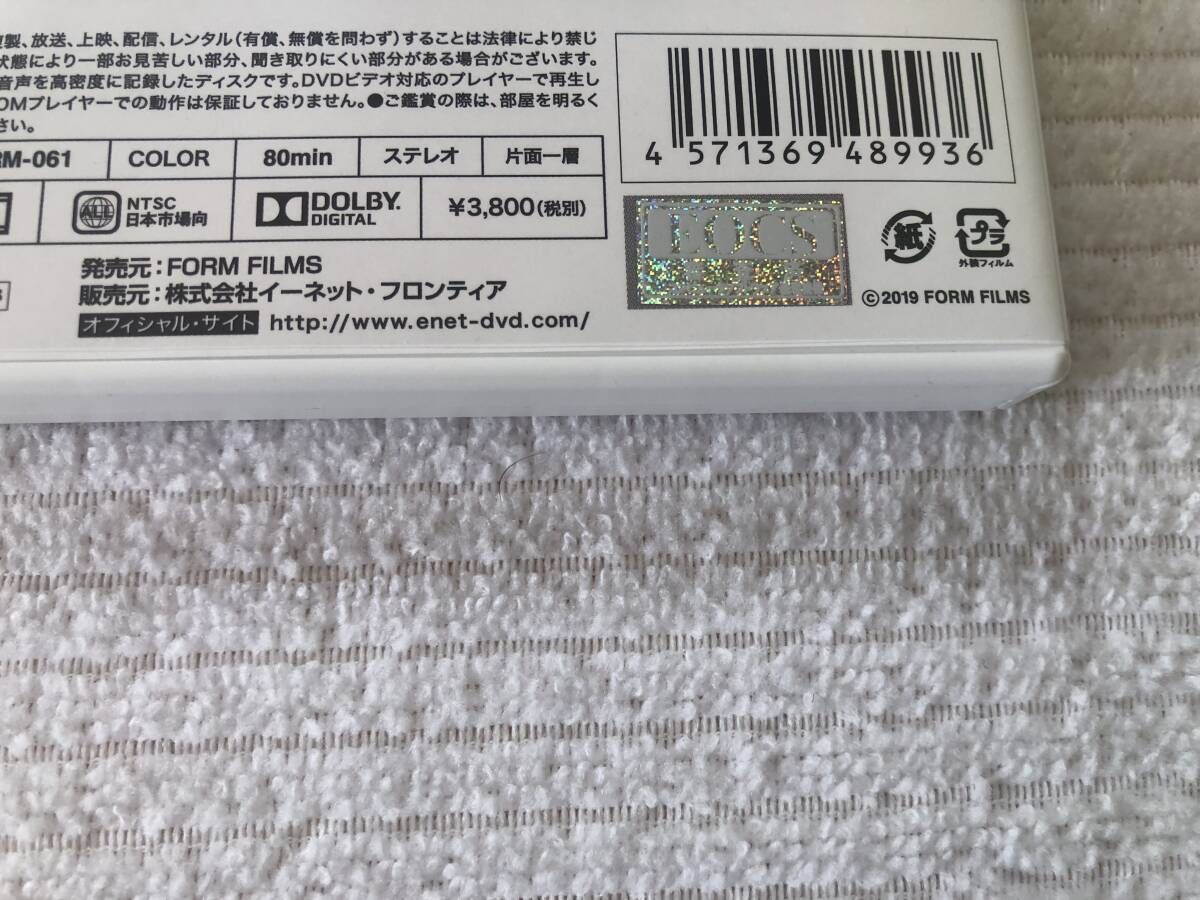 製、放送、上映、配信、レンタル(有償、無償を問わず)することは法律により禁じ
状態により一部お見苦しい部分、聞き取りにくい部分がある場合がございます。
音声を高密度に記録したディスクです。DVDビデオ対応のプレイヤーで再生し
OMプレイヤーでの動作は保証しておりません。●ご鑑賞の際は、部屋を明るく
さい。
RM-061 COLOR 80min ステレオ 片面一層
ALL NTSC 日本市場向 DOLBY. DIGITAL ¥3,800(税別)
発売元:FORM FILMS
販売元:株式会社イーネット・フロンティア
オフィシャル・サイト http://www.enet-dvd.com/
4 571369 489936
EOCS
紙 プラ
外装フィルム
©2019 FORM FILMS